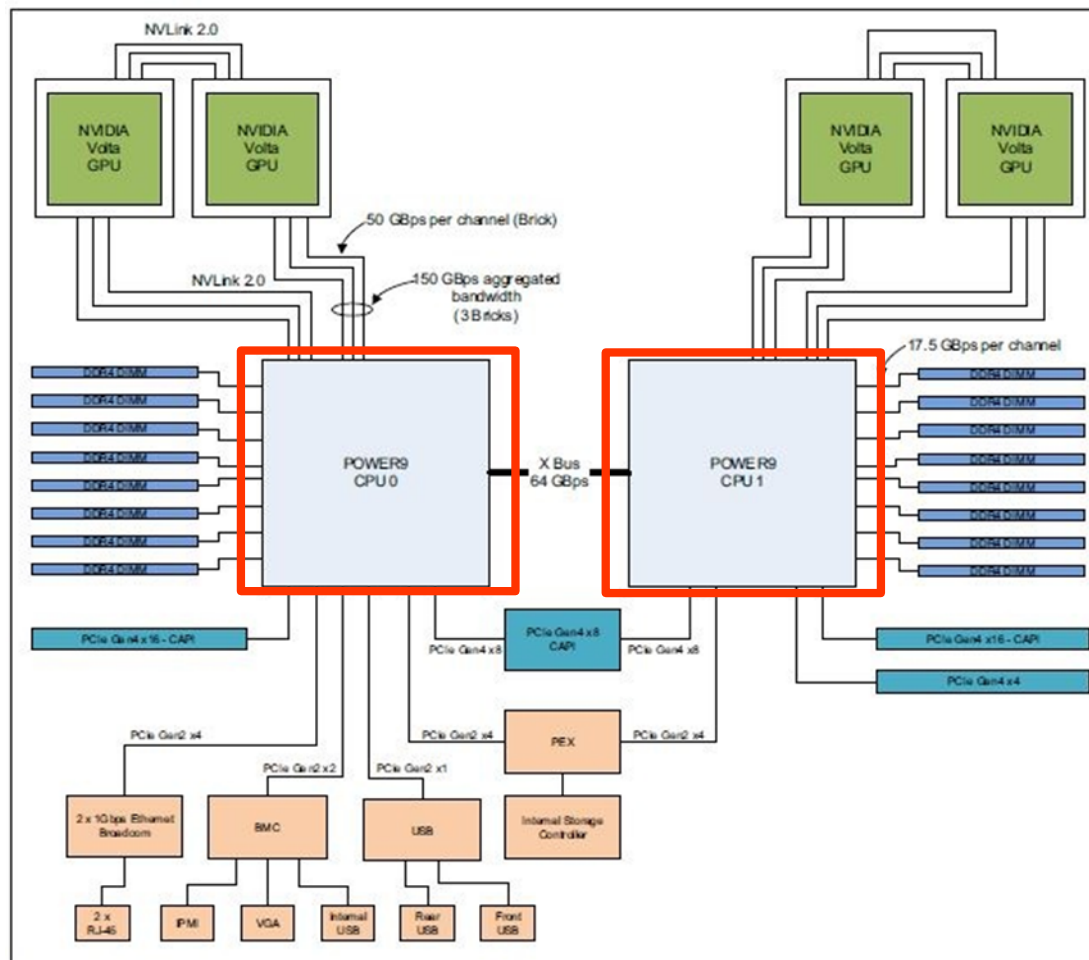 NVLink 2.0
NVIDIA
Volta
GPU
NVIDIA
Volta
GPU
NVIDIA
Volta
GPU
NVIDIA
Volta
GPU
50 GBps per channel (Brick)
NVLink 2.0
150 GBps aggregated
bandwidth
(3 Bricks)
17.5 GBps per channel
DDR4 DIMM
DDR4 DIMM
DDR4 DIMM
DDR4 DIMM
DDR4 DIMM
DDR4 DIMM
DDR4 DIMM
DDR4 DIMM
POWER9
CPU 0
X Bus
64 GBps
POWER9
CPU 1
DDR4 DIMM
DDR4 DIMM
DDR4 DIMM
DDR4 DIMM
DDR4 DIMM
DDR4 DIMM
DDR4 DIMM
DDR4 DIMM
PCIe Gen4 x16 - CAPI
PCIe Gen4 x8
PCIe Gen4 x8
CAPI
PCIe Gen4 x8
PCIe Gen4 x16 - CAPI
PCIe Gen4 x4
PCIe Gen2 x4
PCIe Gen2 x4
PEX
PCIe Gen2 x4
PCIe Gen2 x2
PCIe Gen2 x1
2 x 1Gbps Ethernet
Broadcom
BMC
USB
Internal Storage
Controller
2 x
RJ-45
IPMI
VGA
Internal
USB
Rear
USB
Front
USB